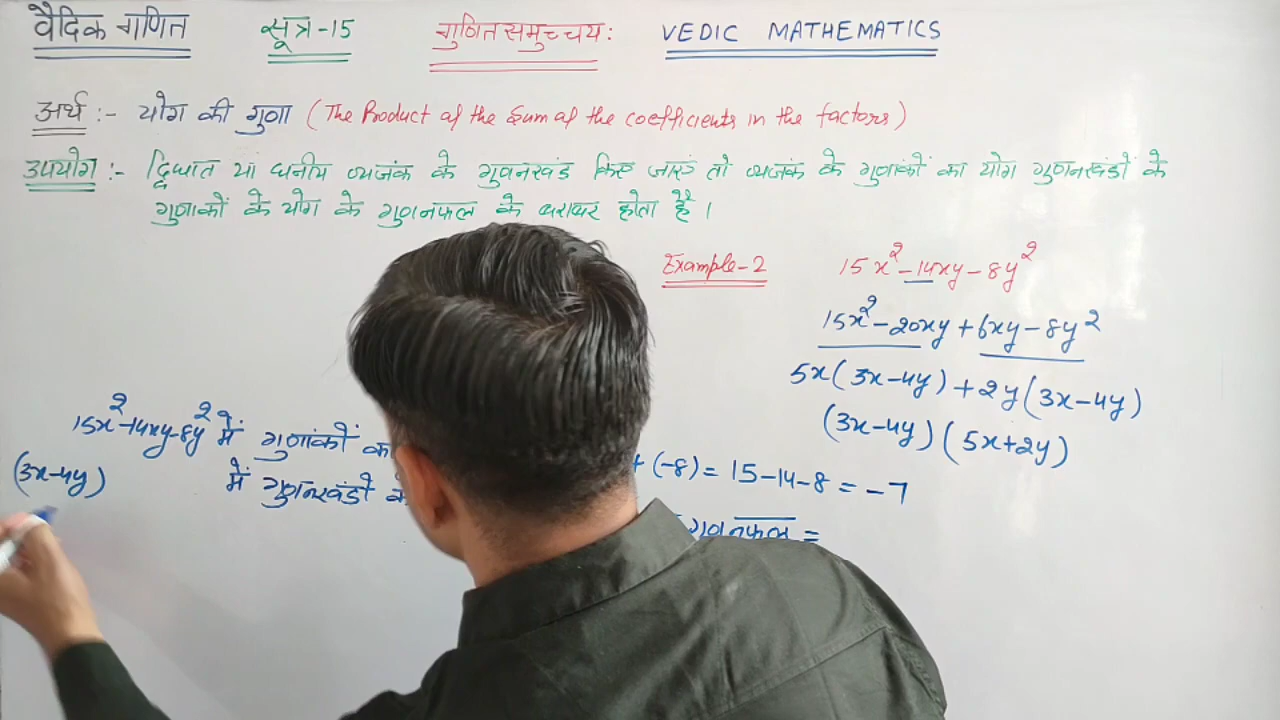 वैदिक गणित सूत्र-15 गुणितसमुच्चय: VEDIC MATHEMATICS
अर्थ :- योग की गुणा (The Product of the Sum of the coefficients in the factors)
उपयोग :- द्विघात या घनीय व्यजंक के गुणनखंड किए जाएं तो व्यजंक के गुणाकों का योग गुणनखंडों के
गुणाकों के योग के गुणनफल के बराबर होता है ।
Example-2 15x²-14xy-8y²
15x²-20xy+6xy-8y²
5x(3x-4y)+2y(3x-4y)
(3x-4y)(5x+2y)
15x²-14xy-8y² में गुणांकों का + (-8) = 15-14-8 = -7
(3x-4y) में गुणनखंडों के गुणनफल =